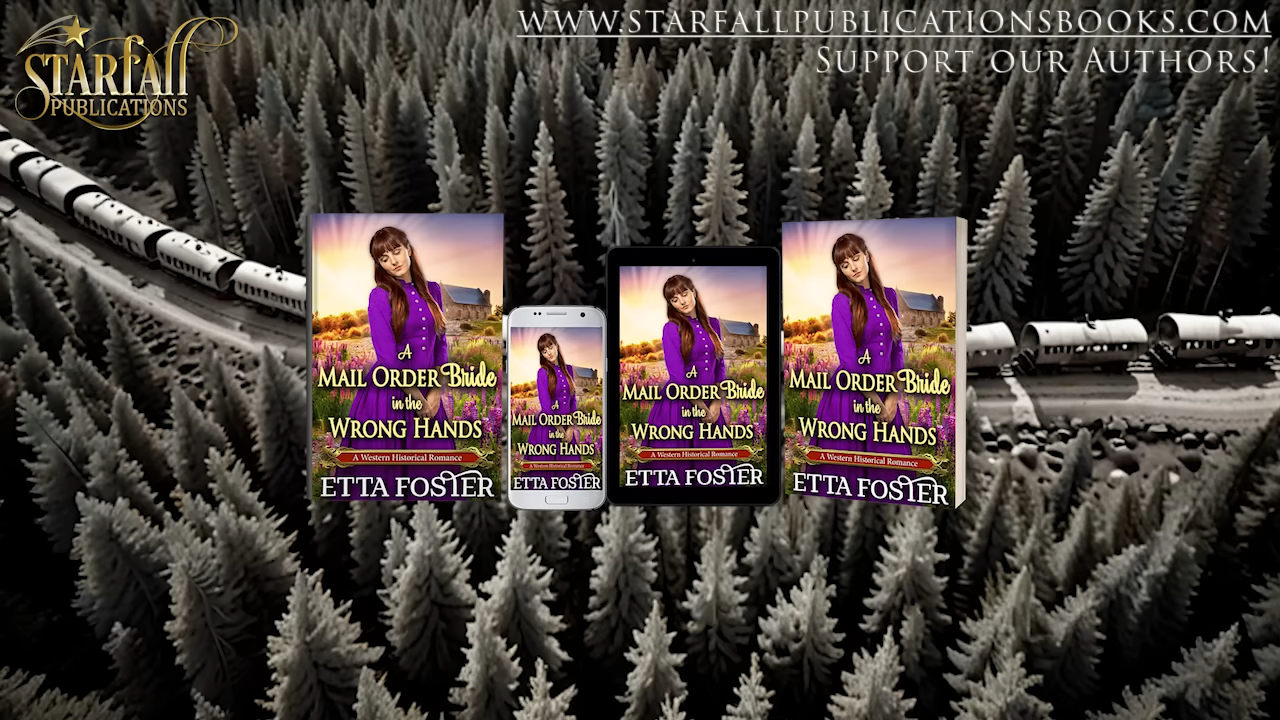 STARFALL
PUBLICATIONS
WWW.STARFALLPUBLICATIONSBOOKS.COM
SUPPORT OUR AUTHORS!
A
MAIL ORDER Bride
in the
WRONG HANDS
A Western Historical Romance
ETTA FOSTER
A
MAIL ORDER Bride
in the
WRONG HANDS
A Western Historical Romance
ETTA FOSTER
A
MAIL ORDER Bride
in the
WRONG HANDS
A Western Historical Romance
ETTA FOSTER
A
MAIL ORDER Bride
in the
WRONG HANDS
A Western Historical Romance
ETTA FOSTER